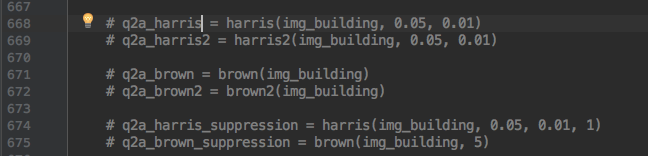 667
668 # q2a_harris = harris(img_building, 0.05, 0.01)
669 # q2a_harris2 = harris2(img_building, 0.05, 0.01)
670
671 # q2a_brown = brown(img_building)
672 # q2a_brown2 = brown2(img_building)
673
674 # q2a_harris_suppression = harris(img_building, 0.05, 0.01, 1)
675 # q2a_brown_suppression = brown(img_building, 5)